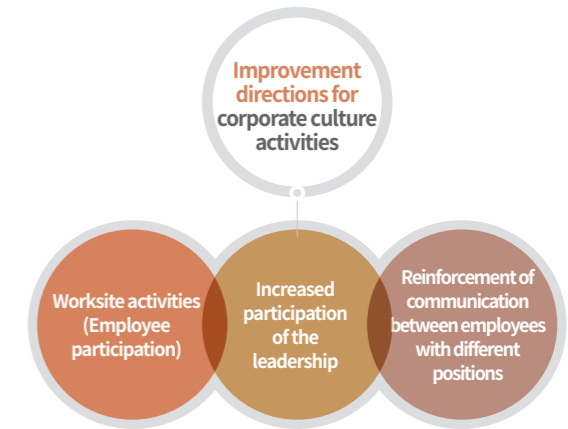 Improvement
directions for
corporate culture
activities
Worksite activities
(Employee
participation)
Increased
participation
of the
leadership
Reinforcement of
communication
between employees
with different
positions